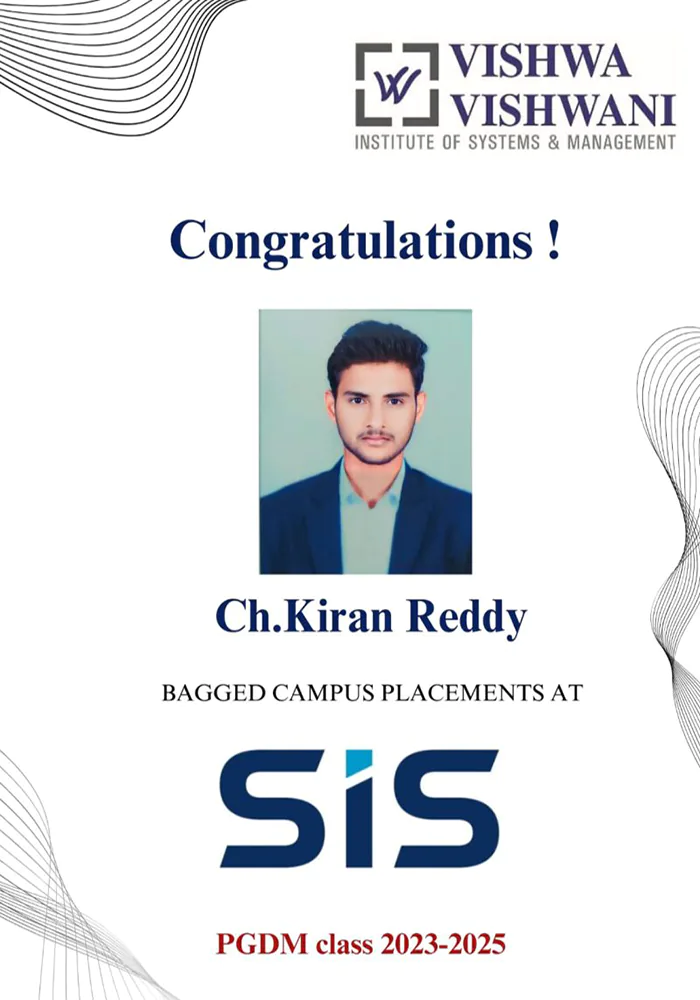 VISHWA
VISHWANI
INSTITUTE OF SYSTEMS & MANAGEMENT
Congratulations !
Ch.Kiran Reddy
BAGGED CAMPUS PLACEMENTS AT
SiS
PGDM class 2023-2025